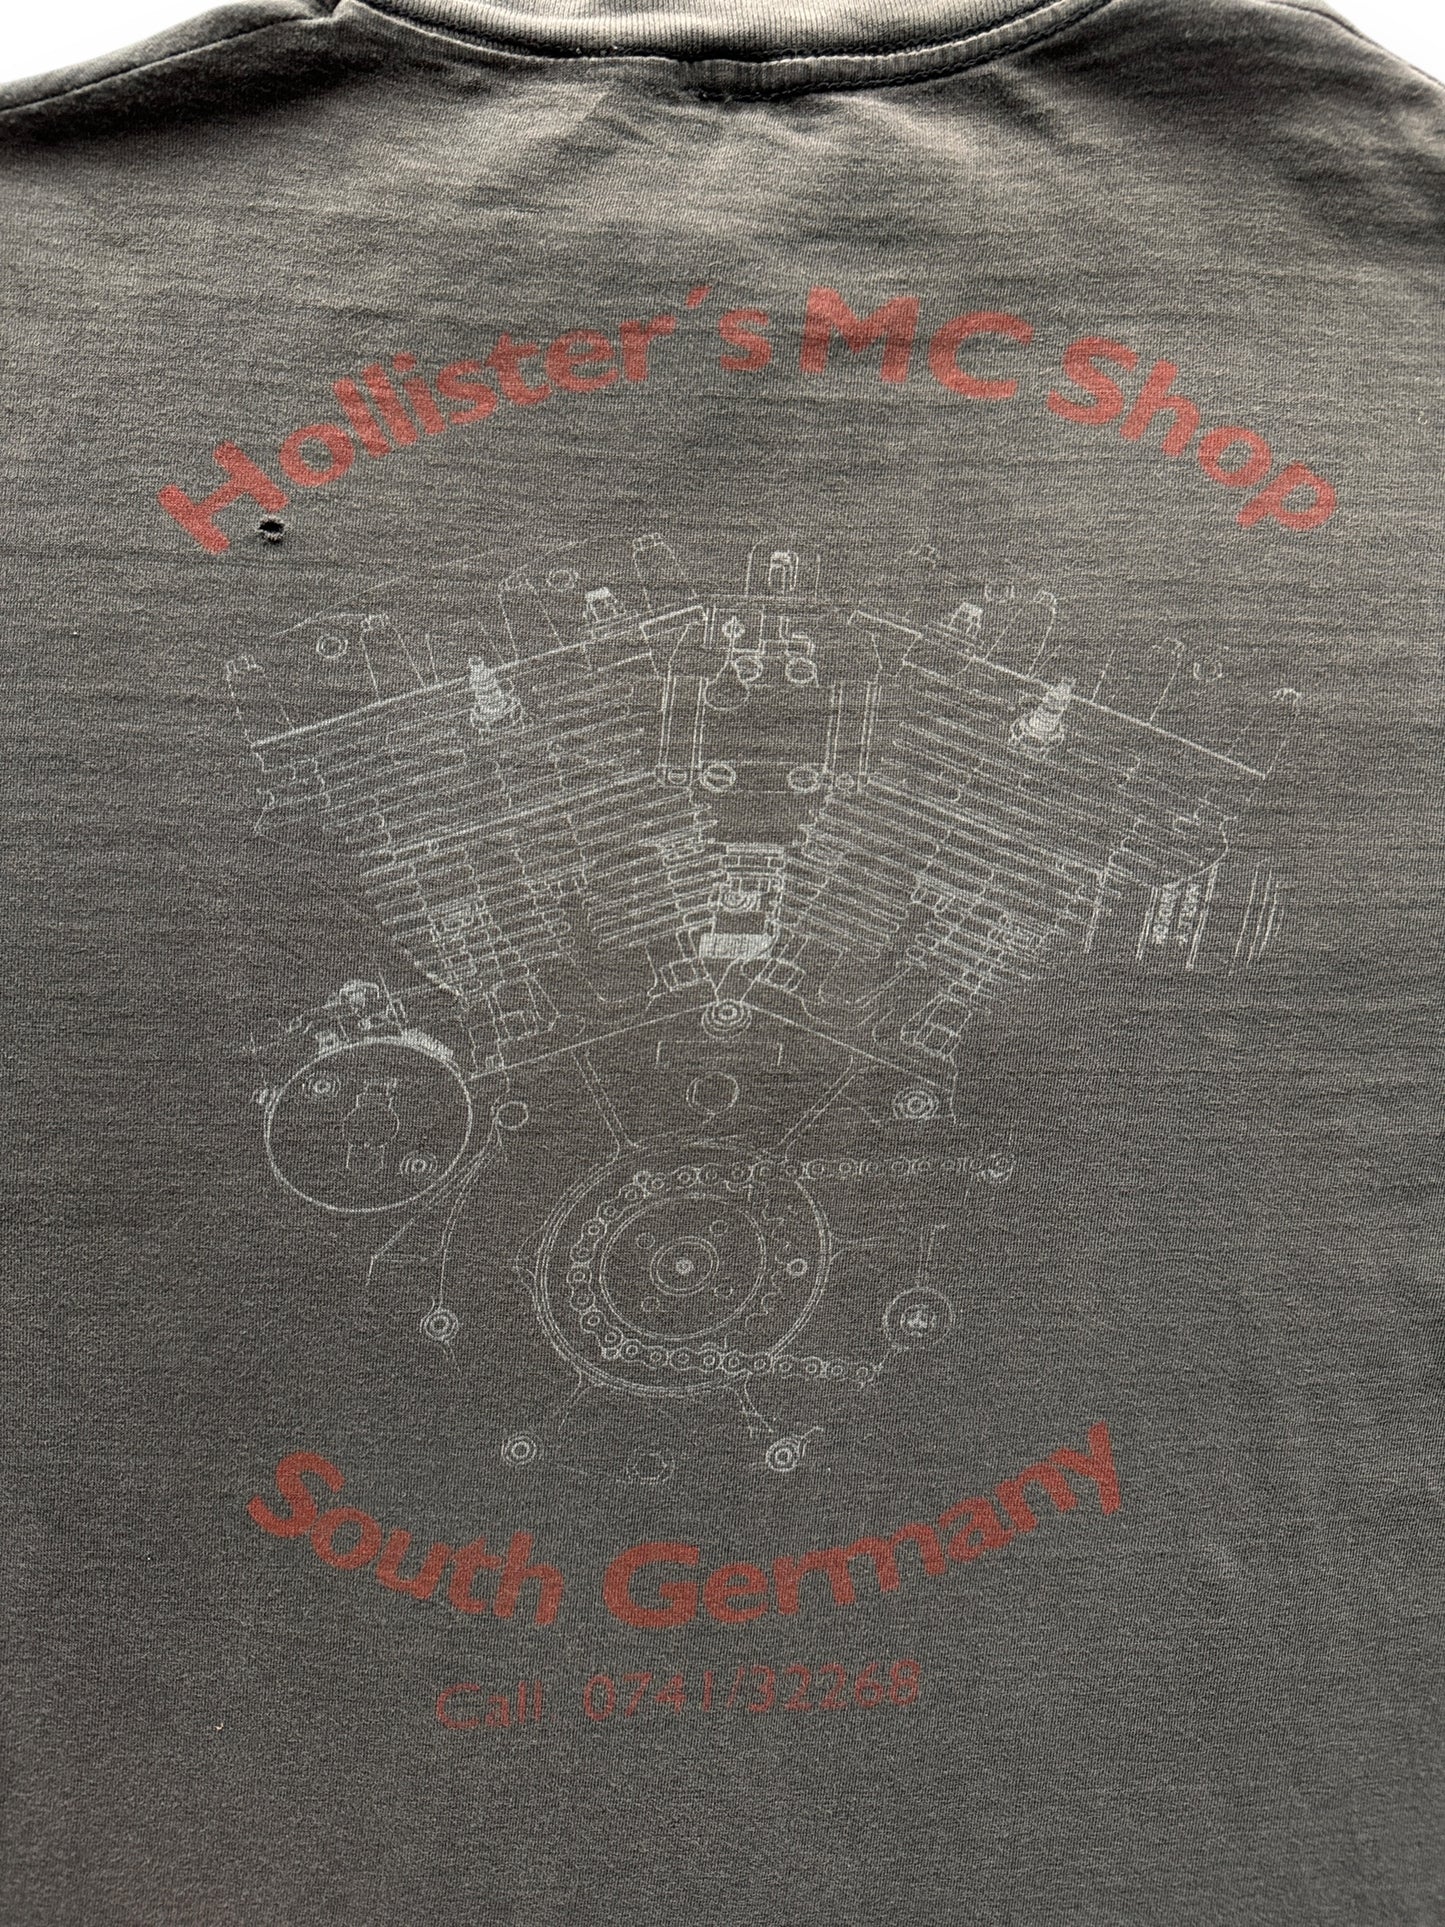 Hollister´s MC Shop
South Germany
Call 0741/32268